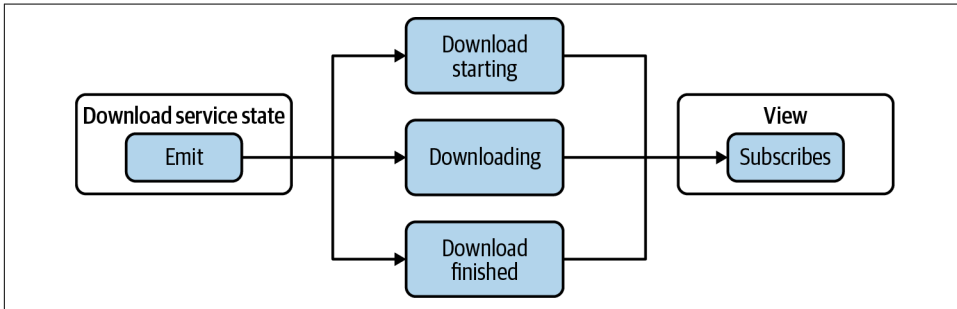 Download service state
Emit
Download
starting
Downloading
Download
finished
View
Subscribes